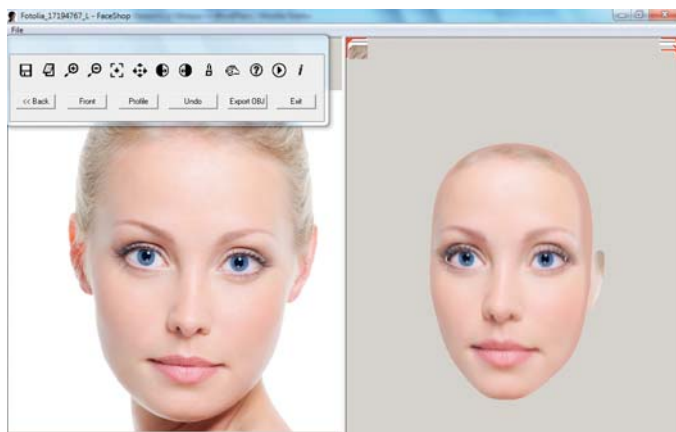 Fotolia_17194767_L - FaceShop
File
<< Back Front Profile Undo Export OBJ Exit